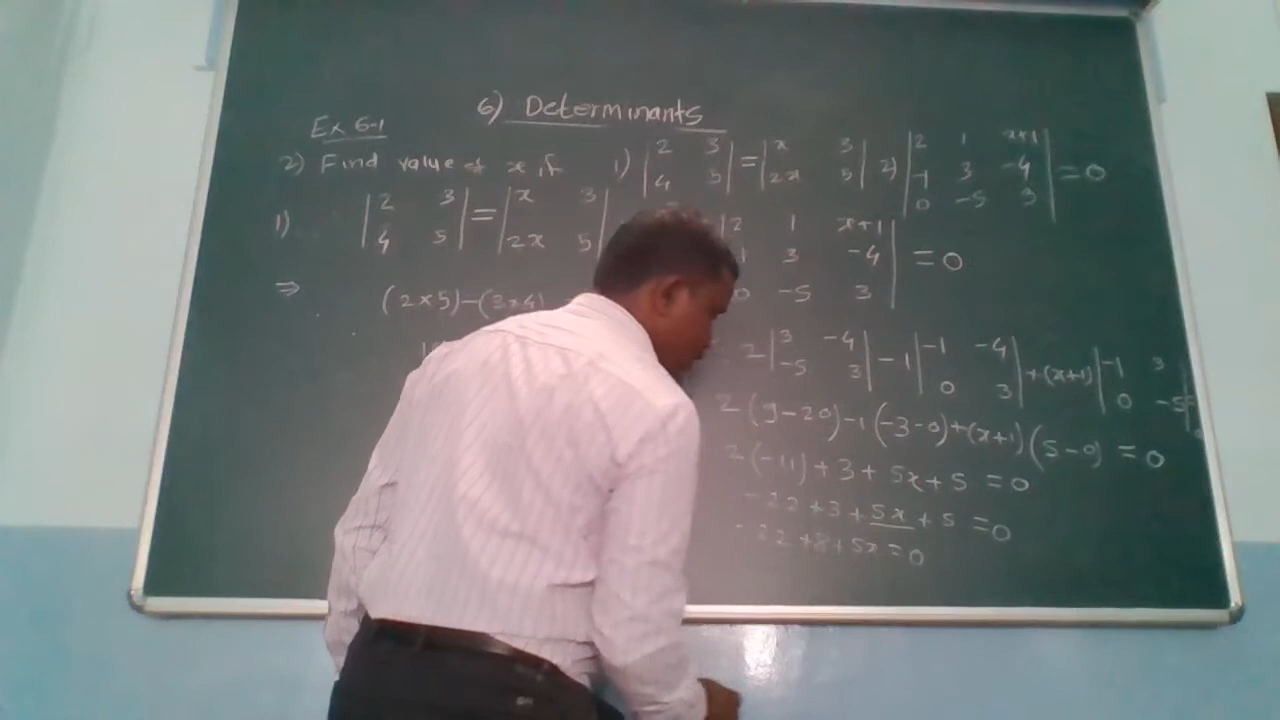 6) Determinants
Ex 6-1
2) Find value of x if 1) | 2 3 | = | x 3 | 2) | 2 1 x+1 |
| 4 5 | | 2x 5 | | -1 3 -4 | = 0
| 0 -5 3 |
1) | 2 3 | = | x 3 |
| 4 5 | | 2x 5 |
⇒ (2×5)-(3×4)
| 2 1 x+1 |
1 3 -4 | = 0
0 -5 3 |
2 | 3 -4 | - 1 | -1 -4 | + (x+1) | -1 3 |
| -5 3 | | 0 3 | | 0 -5 |
2(9-20)-1(-3-0)+(x+1)(5-0) = 0
2(-11)+3+5x+5 = 0
-22+3+5x+5 = 0
-22+8+5x = 0